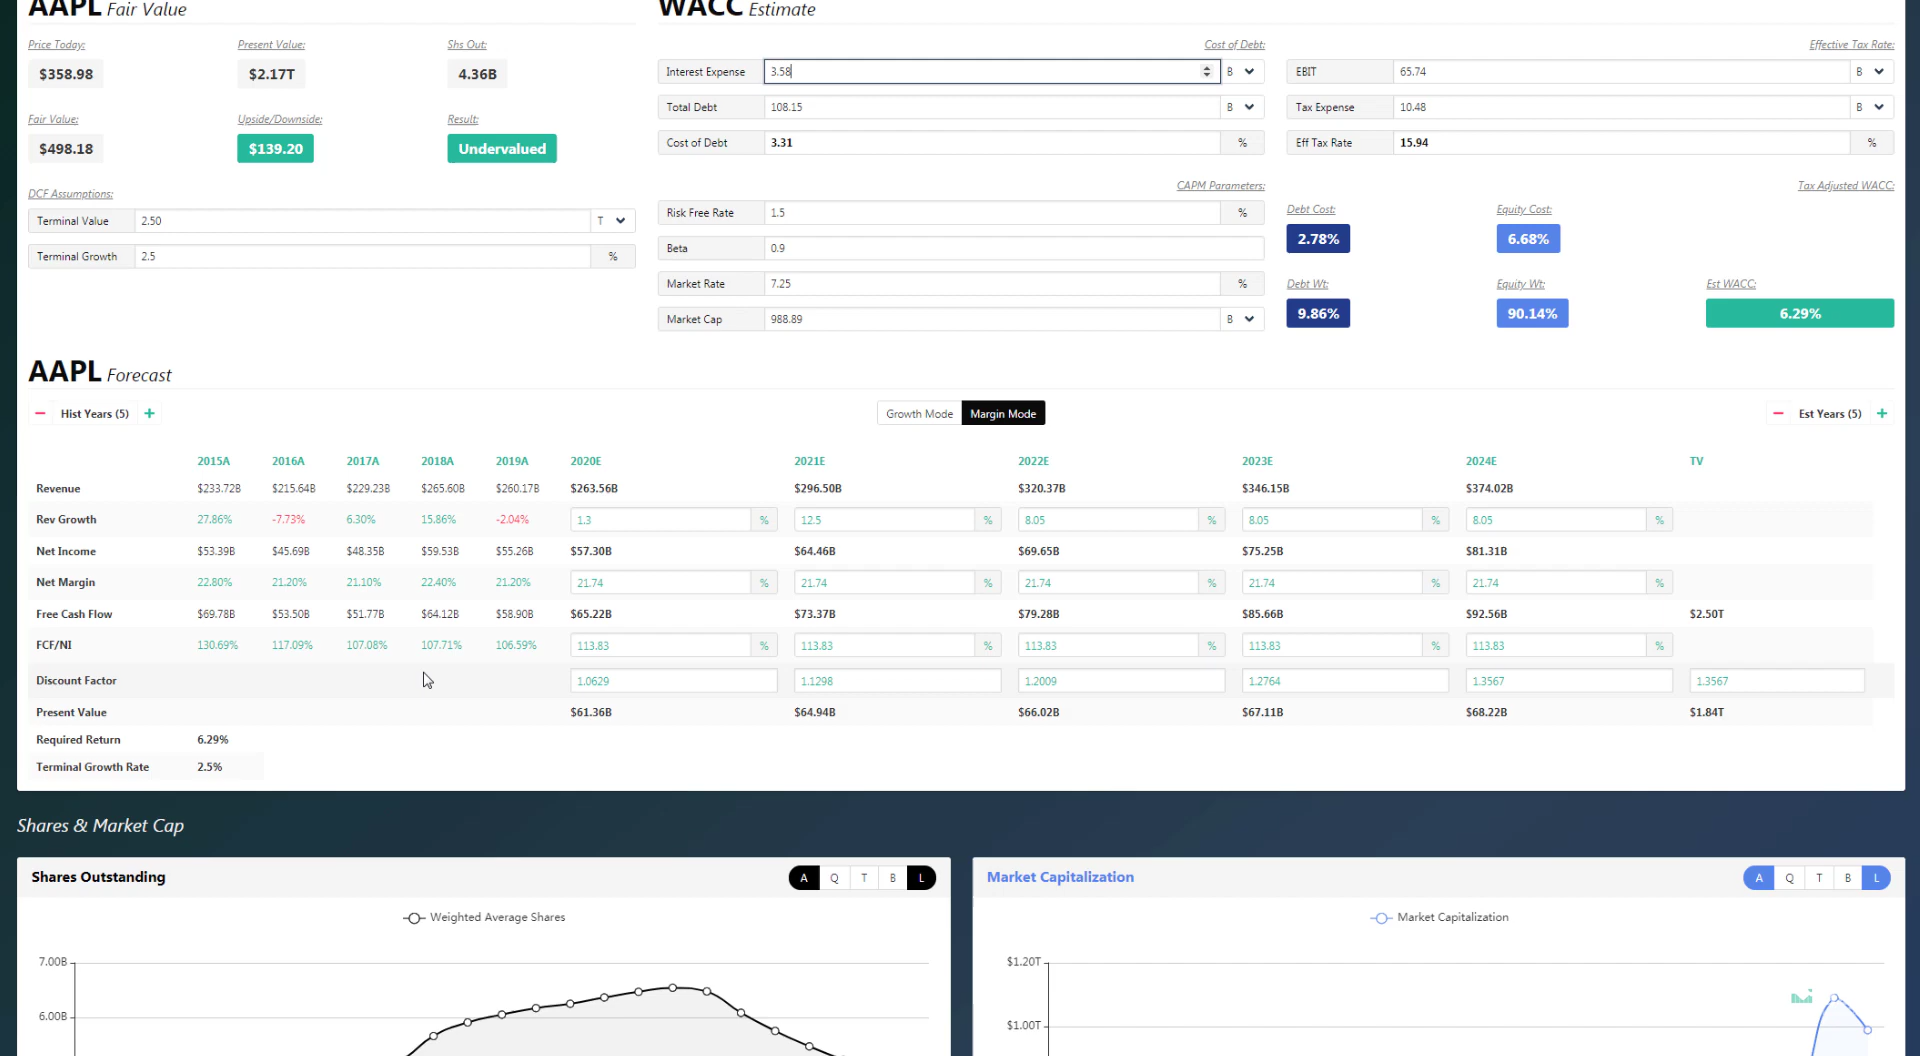 AAPL Fair Value
WACC Estimate
Price Today:
Present Value:
Shs Out:
$358.98
$2.17T
4.36B
Fair Value:
Upside/Downside:
Result:
$498.18
$139.20
Undervalued
DCF Assumptions:
Terminal Value 2.50 T
Terminal Growth 2.5 %
Cost of Debt:
Interest Expense 3.58 B
Total Debt 108.15 B
Cost of Debt 3.31 %
Effective Tax Rate:
EBIT 65.74 B
Tax Expense 10.48 B
Eff Tax Rate 15.94 %
CAPM Parameters:
Risk Free Rate 1.5 %
Beta 0.9
Market Rate 7.25 %
Market Cap 988.89 B
Tax Adjusted WACC:
Debt Cost:
Equity Cost:
2.78%
6.68%
Debt Wt:
Equity Wt:
Est WACC:
9.86%
90.14%
6.29%
AAPL Forecast
Hist Years (5) +
Growth Mode Margin Mode
Est Years (5) +
2015A 2016A 2017A 2018A 2019A 2020E 2021E 2022E 2023E 2024E TV
Revenue $233.72B $215.64B $229.23B $265.60B $260.17B $263.56B $296.50B $320.37B $346.15B $374.02B
Rev Growth 27.86% -7.73% 6.30% 15.86% -2.04% 1.3 % 12.5 % 8.05 % 8.05 % 8.05 %
Net Income $53.39B $45.69B $48.35B $59.53B $55.26B $57.30B $64.46B $69.65B $75.25B $81.31B
Net Margin 22.80% 21.20% 21.10% 22.40% 21.20% 21.74 % 21.74 % 21.74 % 21.74 % 21.74 %
Free Cash Flow $69.78B $53.50B $51.77B $64.12B $58.90B $65.22B $73.37B $79.28B $85.66B $92.56B $2.50T
FCF/NI 130.69% 117.09% 107.08% 107.71% 106.59% 113.83 % 113.83 % 113.83 % 113.83 % 113.83 %
Discount Factor 1.0629 1.1298 1.2009 1.2764 1.3567 1.3567
Present Value $61.36B $64.94B $66.02B $67.11B $68.22B $1.84T
Required Return 6.29%
Terminal Growth Rate 2.5%
Shares & Market Cap
Shares Outstanding A Q T B L
Weighted Average Shares
7.00B
6.00B
Market Capitalization A Q T B L
Market Capitalization
$1.20T
$1.00T